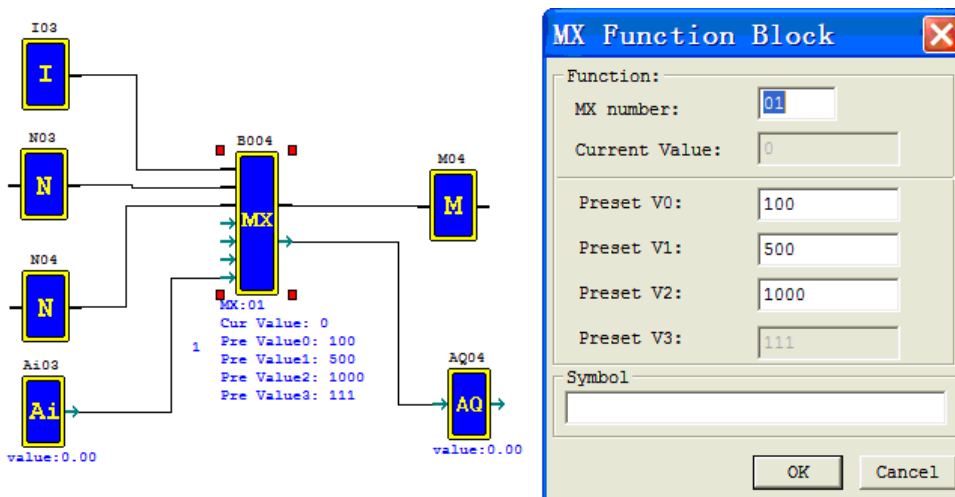 I03
I
N03
N
N04
N
Ai03
Ai
value:0.00
B004
MX
MX:01
Cur Value: 0
1
Pre Value0: 100
Pre Value1: 500
Pre Value2: 1000
Pre Value3: 111
M04
M
AQ04
AQ
value:0.00
MX Function Block
Function:
MX number: 01
Current Value: 0
Preset V0: 100
Preset V1: 500
Preset V2: 1000
Preset V3: 111
Symbol
OK Cancel